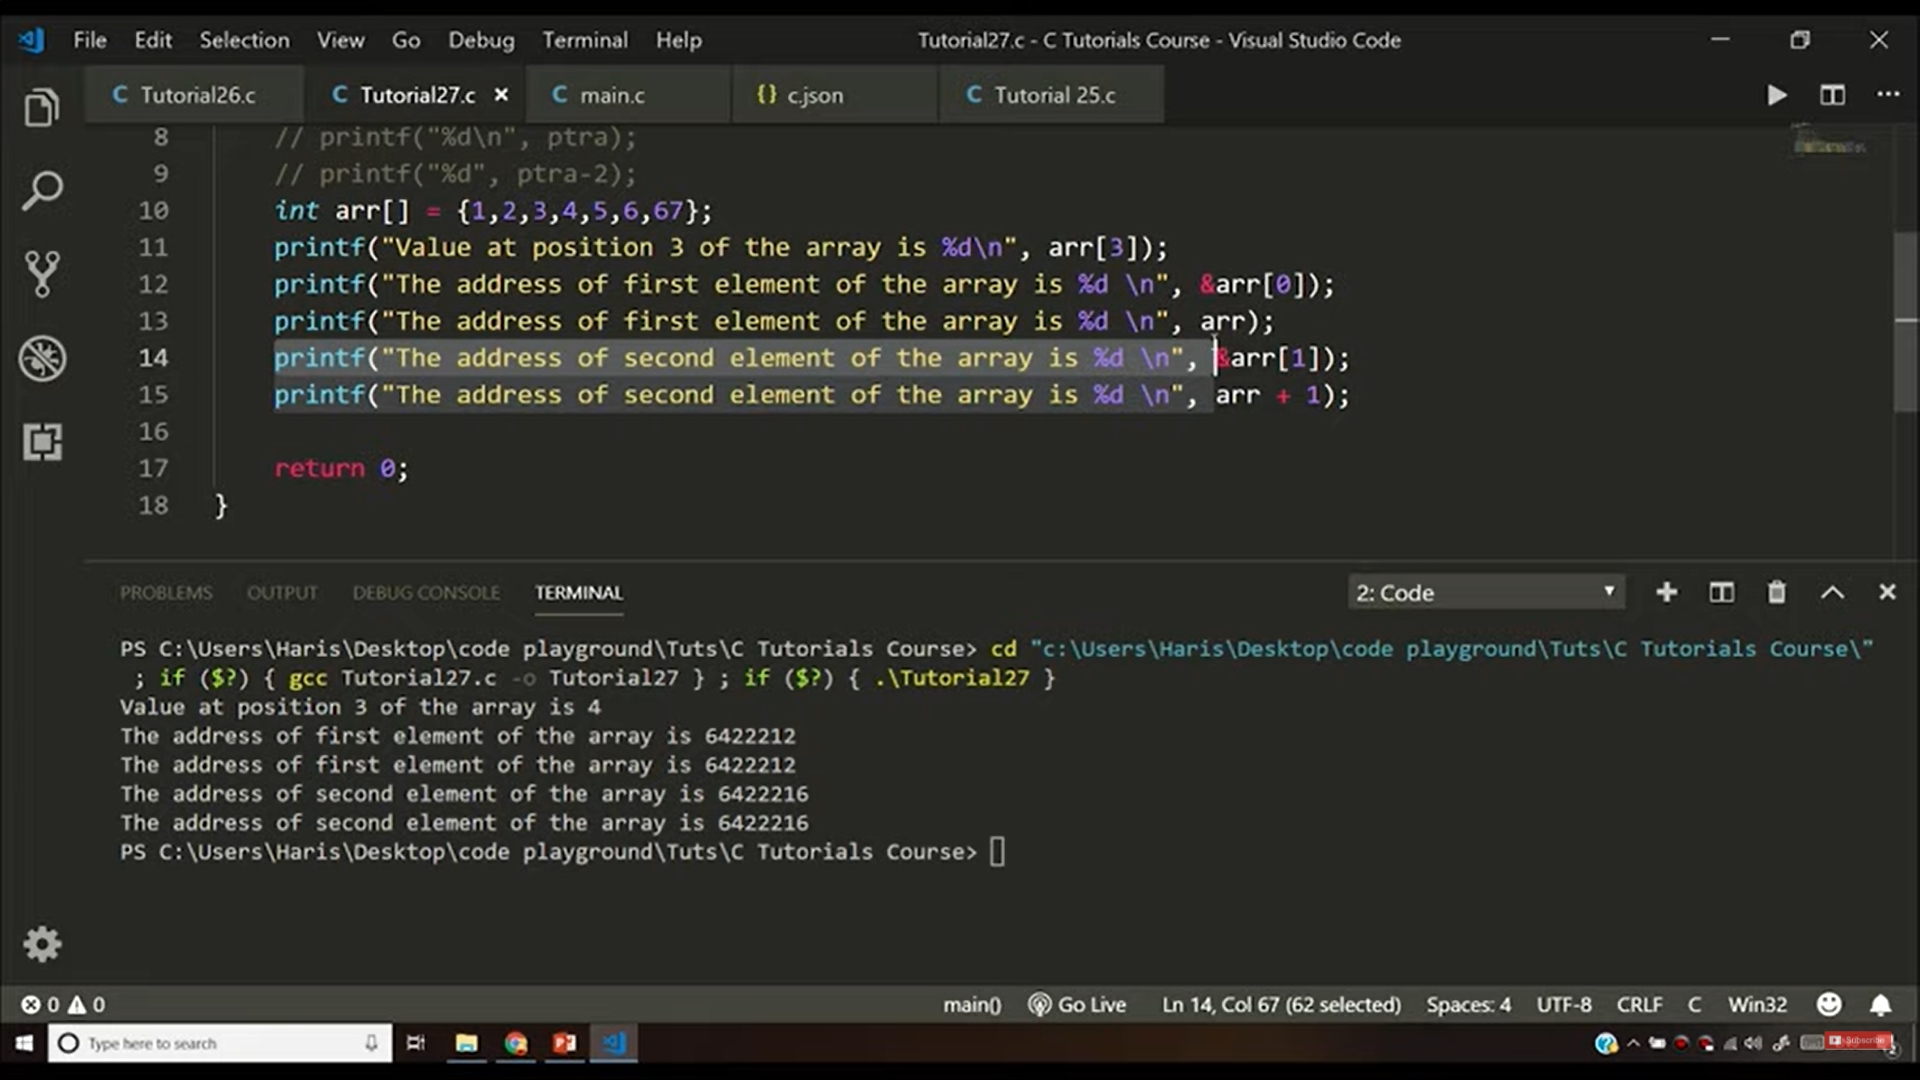 File Edit Selection View Go Debug Terminal Help Tutorial27.c - C Tutorials Course - Visual Studio Code
C Tutorial26.c C Tutorial27.c × C main.c {} c.json C Tutorial 25.c
8 // printf("%d\n", ptra);
9 // printf("%d", ptra-2);
10 int arr[] = {1,2,3,4,5,6,67};
11 printf("Value at position 3 of the array is %d\n", arr[3]);
12 printf("The address of first element of the array is %d \n", &arr[0]);
13 printf("The address of first element of the array is %d \n", arr);
14 printf("The address of second element of the array is %d \n", &arr[1]);
15 printf("The address of second element of the array is %d \n", arr + 1);
16
17 return 0;
18 }
PROBLEMS OUTPUT DEBUG CONSOLE TERMINAL 2: Code
PS C:\Users\Haris\Desktop\code playground\Tuts\C Tutorials Course> cd "c:\Users\Haris\Desktop\code playground\Tuts\C Tutorials Course\"
; if ($?) { gcc Tutorial27.c -o Tutorial27 } ; if ($?) { .\Tutorial27 }
Value at position 3 of the array is 4
The address of first element of the array is 6422212
The address of first element of the array is 6422212
The address of second element of the array is 6422216
The address of second element of the array is 6422216
PS C:\Users\Haris\Desktop\code playground\Tuts\C Tutorials Course>
0 0 main() Go Live Ln 14, Col 67 (62 selected) Spaces: 4 UTF-8 CRLF C Win32
Type here to search
Subscribe